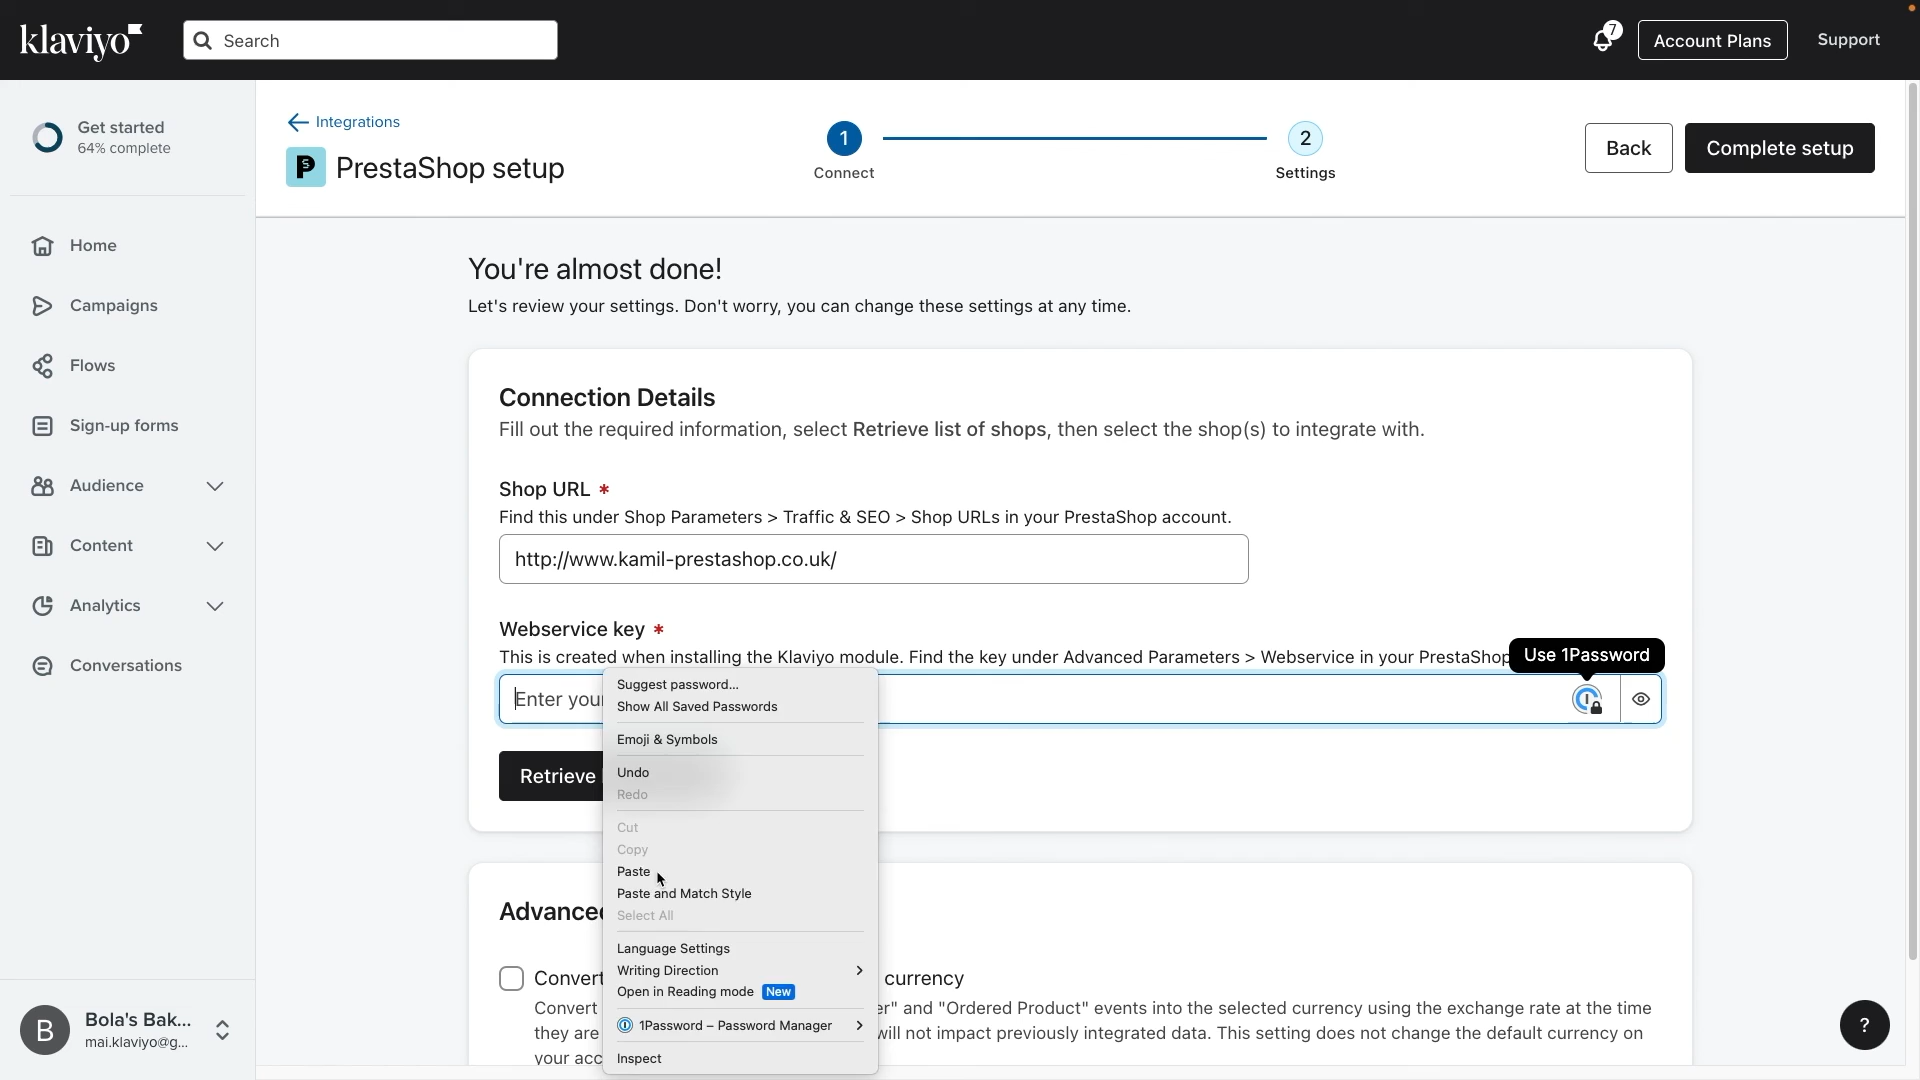 klaviyo
Search
7
Account Plans
Support
Get started
64% complete
Home
Campaigns
Flows
Sign-up forms
Audience
Content
Analytics
Conversations
B
Bola's Bak...
mai.klaviyo@g...
Integrations
PrestaShop setup
1
Connect
2
Settings
Back
Complete setup
You're almost done!
Let's review your settings. Don't worry, you can change these settings at any time.
Connection Details
Fill out the required information, select Retrieve list of shops, then select the shop(s) to integrate with.
Shop URL *
Find this under Shop Parameters > Traffic & SEO > Shop URLs in your PrestaShop account.
http://www.kamil-prestashop.co.uk/
Webservice key *
This is created when installing the Klaviyo module. Find the key under Advanced Parameters > Webservice in your PrestaShop
Use 1Password
Enter your
Retrieve
Suggest password...
Show All Saved Passwords
Emoji & Symbols
Undo
Redo
Cut
Copy
Paste
Paste and Match Style
Select All
Language Settings
Writing Direction
Open in Reading mode New
1Password – Password Manager
Inspect
Advanced
Convert currency
Convert er" and "Ordered Product" events into the selected currency using the exchange rate at the time
they are will not impact previously integrated data. This setting does not change the default currency on
your acc
?